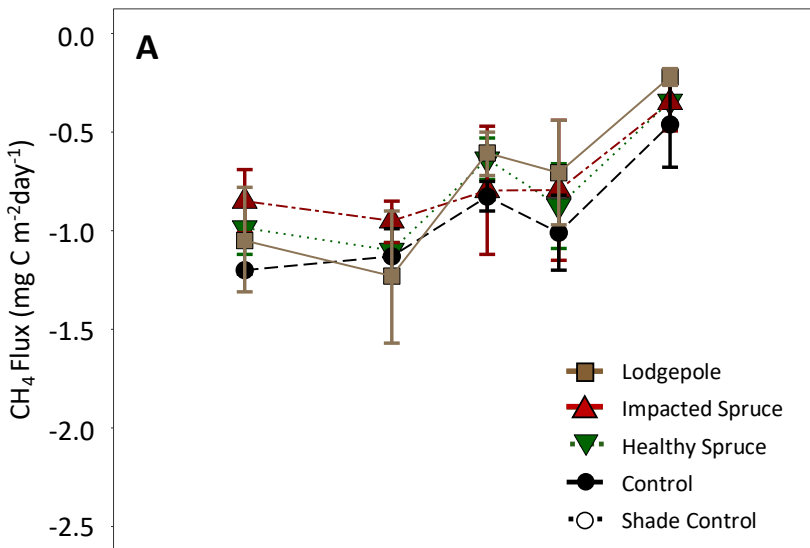 A
0.0
-0.5
-1.0
-1.5
-2.0
-2.5
CH₄ Flux (mg C m⁻²day⁻¹)
Lodgepole
Impacted Spruce
Healthy Spruce
Control
Shade Control